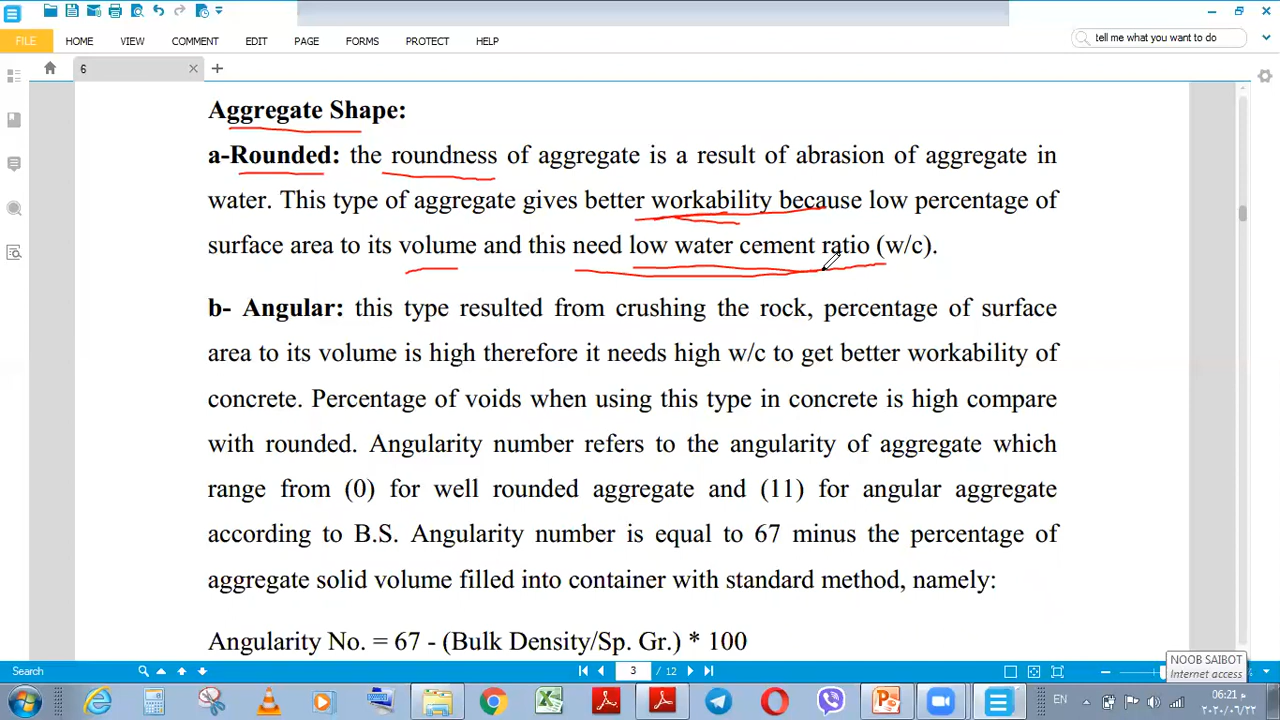 FILE HOME VIEW COMMENT EDIT PAGE FORMS PROTECT HELP tell me what you want to do
6
Aggregate Shape:
a-Rounded: the roundness of aggregate is a result of abrasion of aggregate in
water. This type of aggregate gives better workability because low percentage of
surface area to its volume and this need low water cement ratio (w/c).
b- Angular: this type resulted from crushing the rock, percentage of surface
area to its volume is high therefore it needs high w/c to get better workability of
concrete. Percentage of voids when using this type in concrete is high compare
with rounded. Angularity number refers to the angularity of aggregate which
range from (0) for well rounded aggregate and (11) for angular aggregate
according to B.S. Angularity number is equal to 67 minus the percentage of
aggregate solid volume filled into container with standard method, namely:
Angularity No. = 67 - (Bulk Density/Sp. Gr.) * 100
Search 3 / 12
NOOB SAIBOT
Internet access
EN 06:21 م
٢٠٢٠/٠٦/٢٢